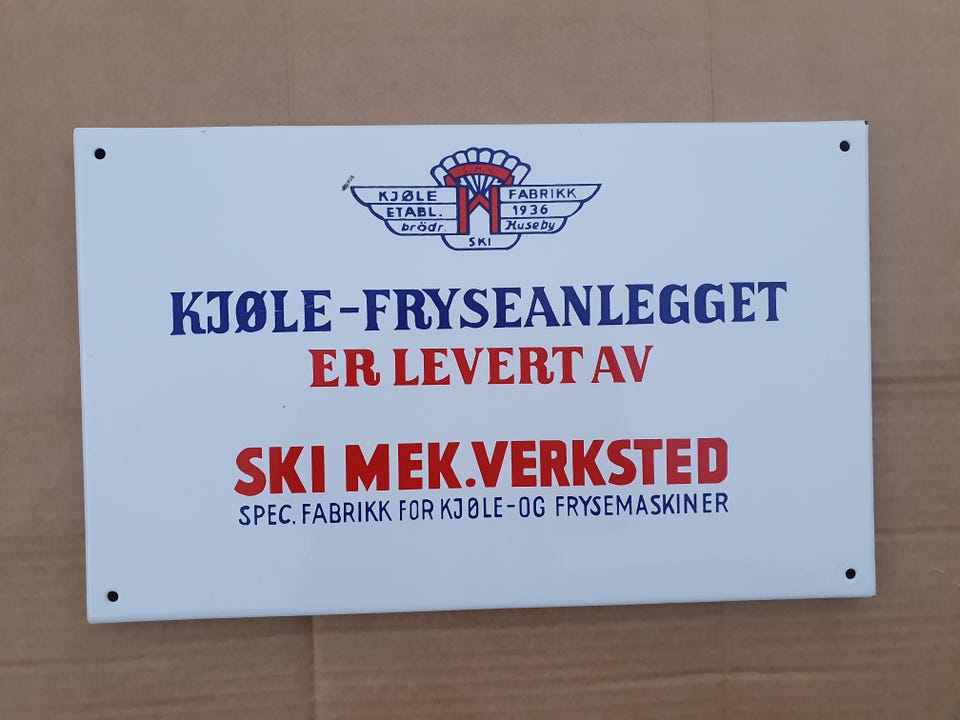 S.M.V.
KJØLE FABRIKK
ETABL. 1936
brödr. Huseby
SKI
KJØLE-FRYSEANLEGGET
ER LEVERT AV
SKI MEK.VERKSTED
SPEC. FABRIKK FOR KJØLE-OG FRYSEMASKINER